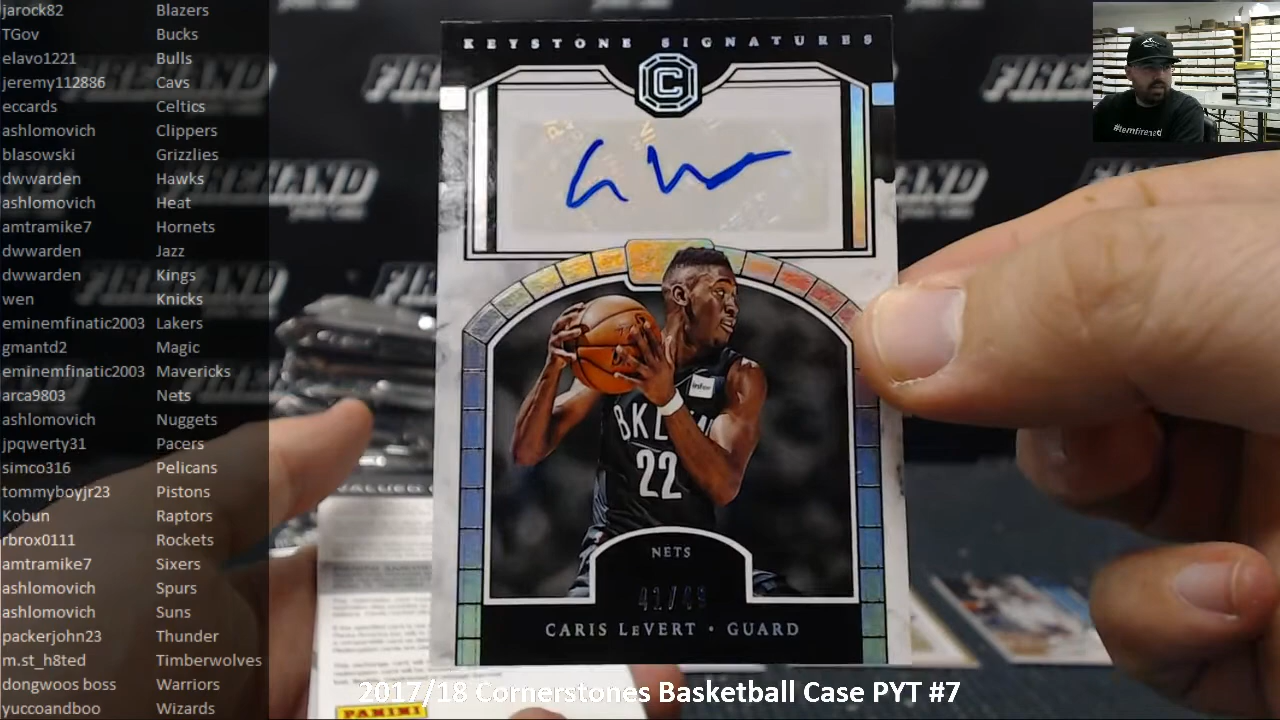 jarock82 Blazers
TGov Bucks
elavo1221 Bulls
jeremy112886 Cavs
eccards Celtics
ashlomovich Clippers
blasowski Grizzlies
dwwarden Hawks
ashlomovich Heat
amtramike7 Hornets
dwwarden Jazz
dwwarden Kings
wen Knicks
eminemfinatic2003 Lakers
gmantd2 Magic
eminemfinatic2003 Mavericks
arca9803 Nets
ashlomovich Nuggets
jpqwerty31 Pacers
simco316 Pelicans
tommyboyjr23 Pistons
Kobun Raptors
rbrox0111 Rockets
amtramike7 Sixers
ashlomovich Spurs
ashlomovich Suns
packerjohn23 Thunder
m.st_h8ted Timberwolves
dongwoos boss Warriors
yuccoandboo Wizards
KEYSTONE SIGNATURES
C
infor
22
NETS
41/49
CARIS LeVERT • GUARD
PANINI
2017/18 Cornerstones Basketball Case PYT #7